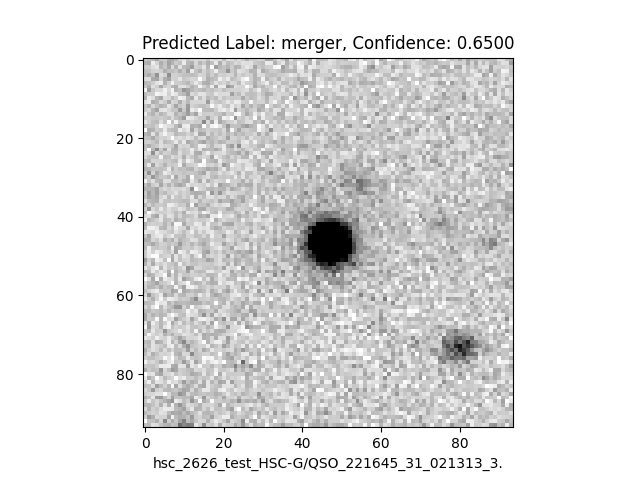 Predicted Label: merger, Confidence: 0.6500
0
20
40
60
80
0 20 40 60 80
hsc_2626_test_HSC-G/QSO_221645_31_021313_3.